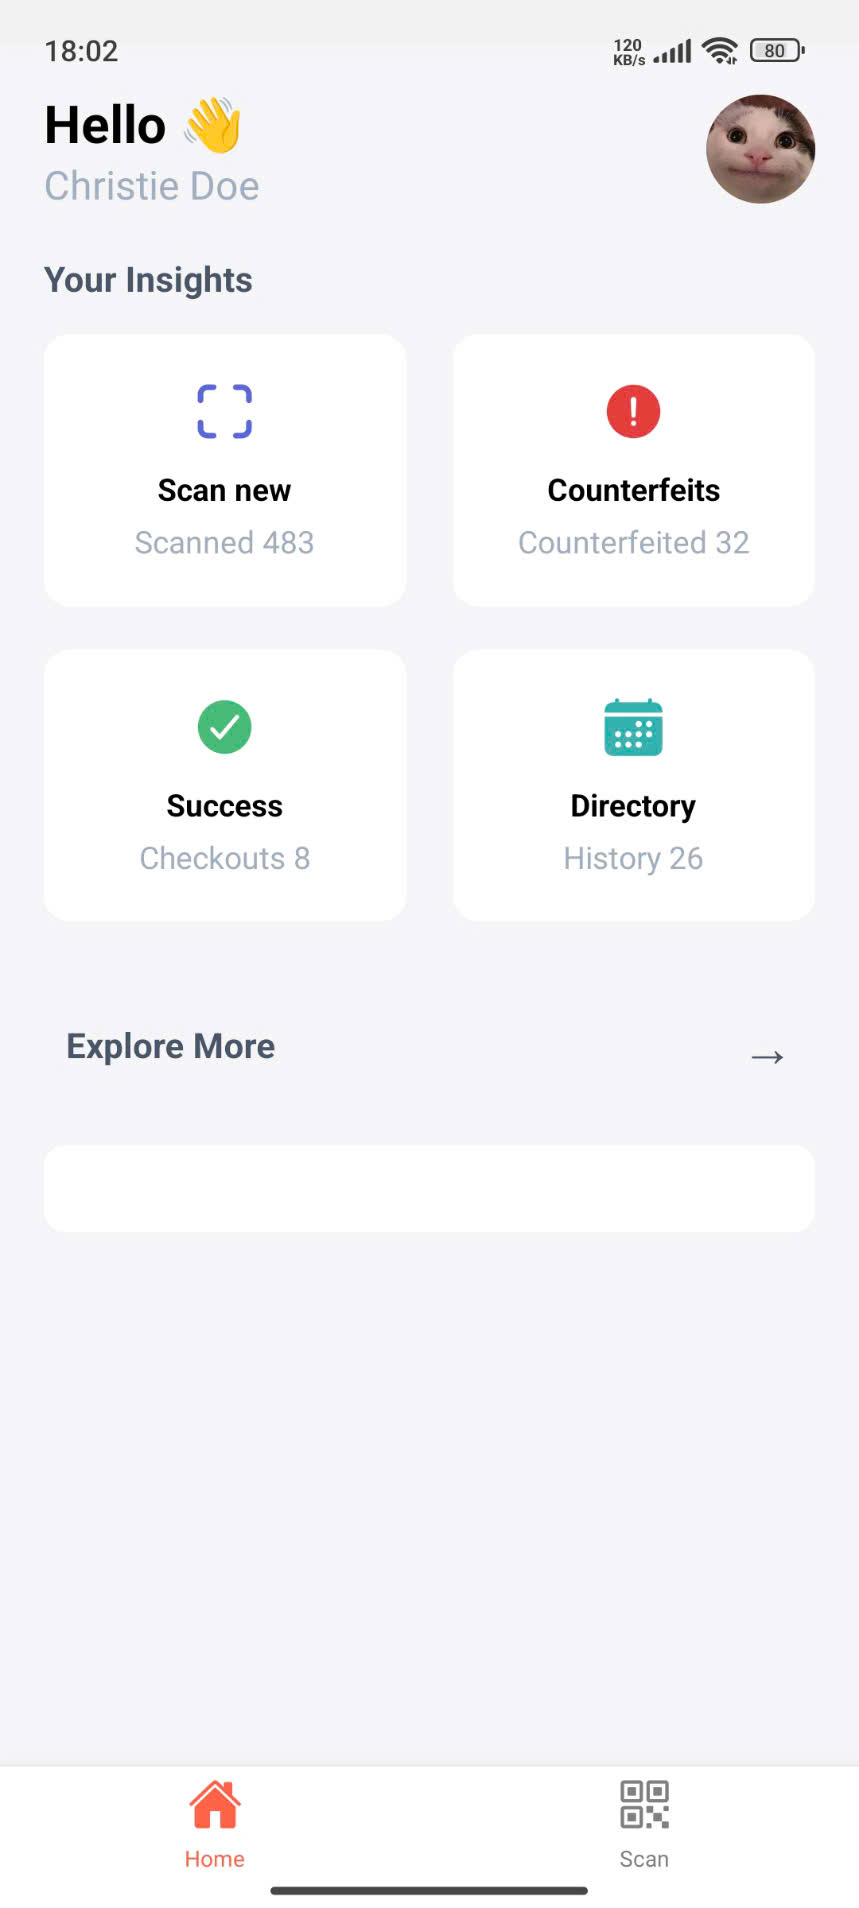 18:02
120
KB/s
80
Hello 👋
Christie Doe
Your Insights
Scan new
Scanned 483
Counterfeits
Counterfeited 32
Success
Checkouts 8
Directory
History 26
Explore More →
Home
Scan